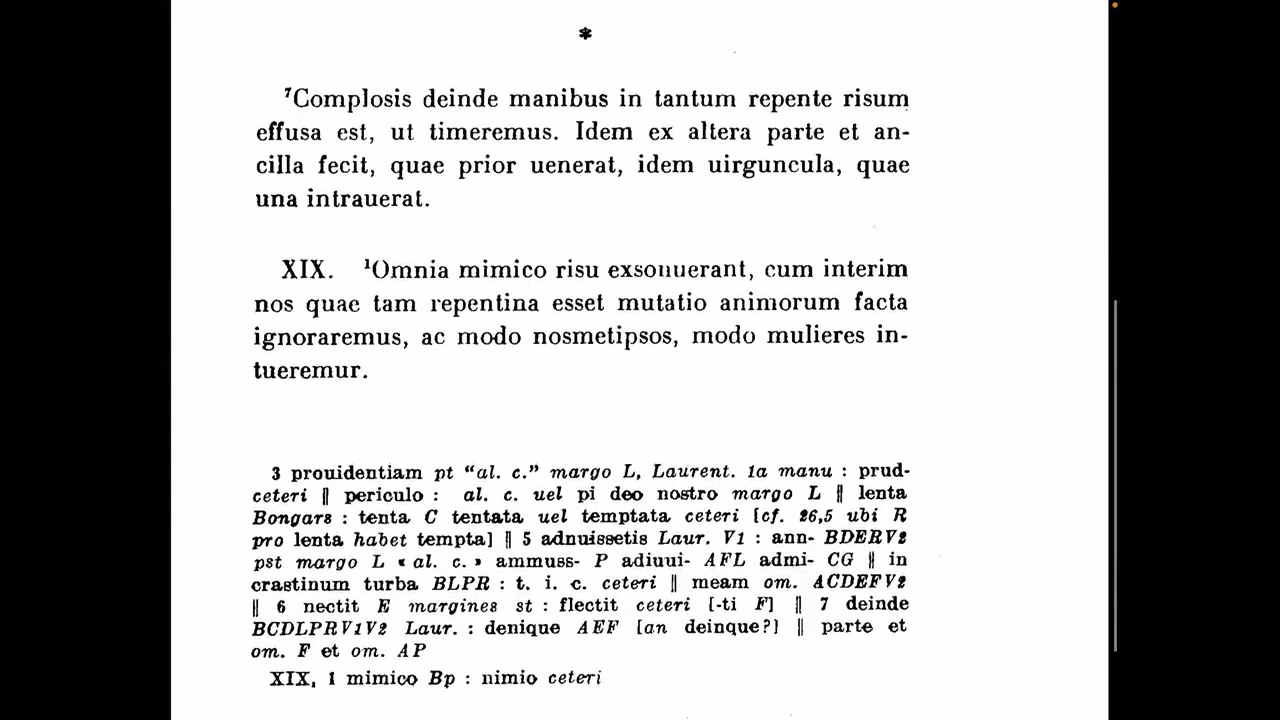 *
⁷Complosis deinde manibus in tantum repente risum
effusa est, ut timeremus. Idem ex altera parte et an-
cilla fecit, quae prior uenerat, idem uirguncula, quae
una intrauerat.
XIX. ¹Omnia mimico risu exsonuerant, cum interim
nos quae tam repentina esset mutatio animorum facta
ignoraremus, ac modo nosmetipsos, modo mulieres in-
tueremur.
3 prouidentiam pt “al. c.” margo L, Laurent. 1a manu : prud-
ceteri ‖ periculo : al. c. uel pi deo nostro margo L ‖ lenta
Bongars : tenta C tentata uel temptata ceteri [cf. 26,5 ubi R
pro lenta habet tempta] ‖ 5 adnuissetis Laur. V1 : ann- BDERV2
pst margo L « al. c. » ammuss- P adiuui- AFL admi- CG ‖ in
crastinum turba BLPR : t. i. c. ceteri ‖ meam om. ACDEFV2
‖ 6 nectit E margines st : flectit ceteri [-ti F] ‖ 7 deinde
BCDLPRV1V2 Laur. : denique AEF [an deinque?] ‖ parte et
om. F et om. AP
XIX, 1 mimico Bp : nimio ceteri